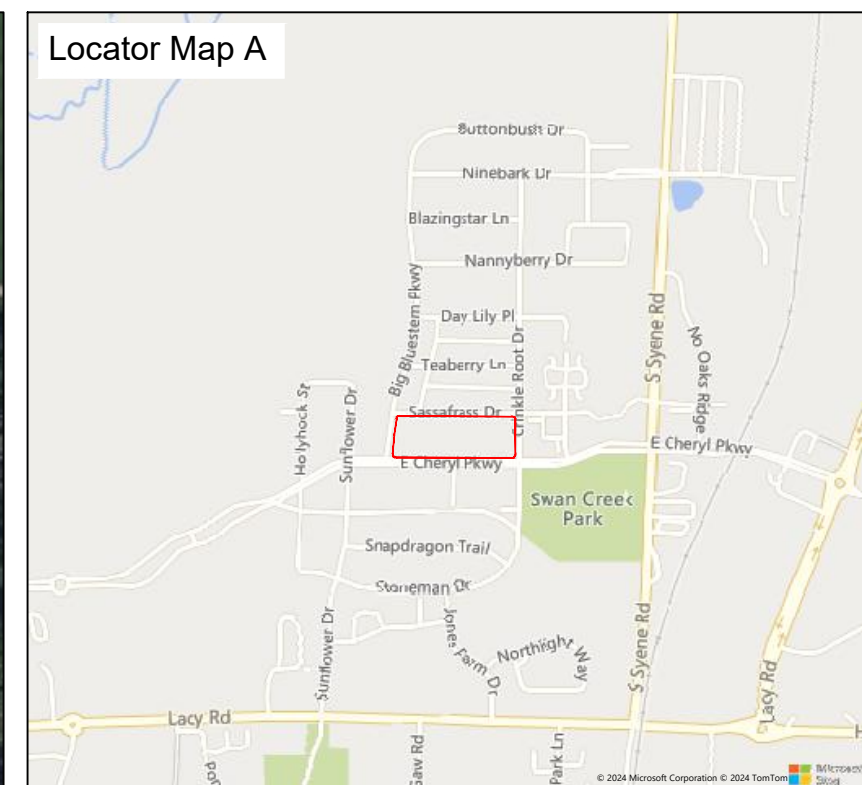 Locator Map A
Buttonbush Dr
Ninebark Dr
Blazingstar Ln
Nannyberry Dr
Big Bluestem Pkwy
Day Lily Pl
Crinkle Root Dr
S Syene Rd
No Oaks Ridge
Teaberry Ln
Sassafrass Dr
Hollyhock St
Sunflower Dr
E Cheryl Pkwy
E Cheryl Pkwy
Swan Creek
Park
Snapdragon Trail
Stoneman Dr
Jones Farm Dr
Northlight Way
Sunflower Dr
S Syene Rd
Lacy Rd
Lacy Rd
Park Ln
© 2024 Microsoft Corporation © 2024 TomTom